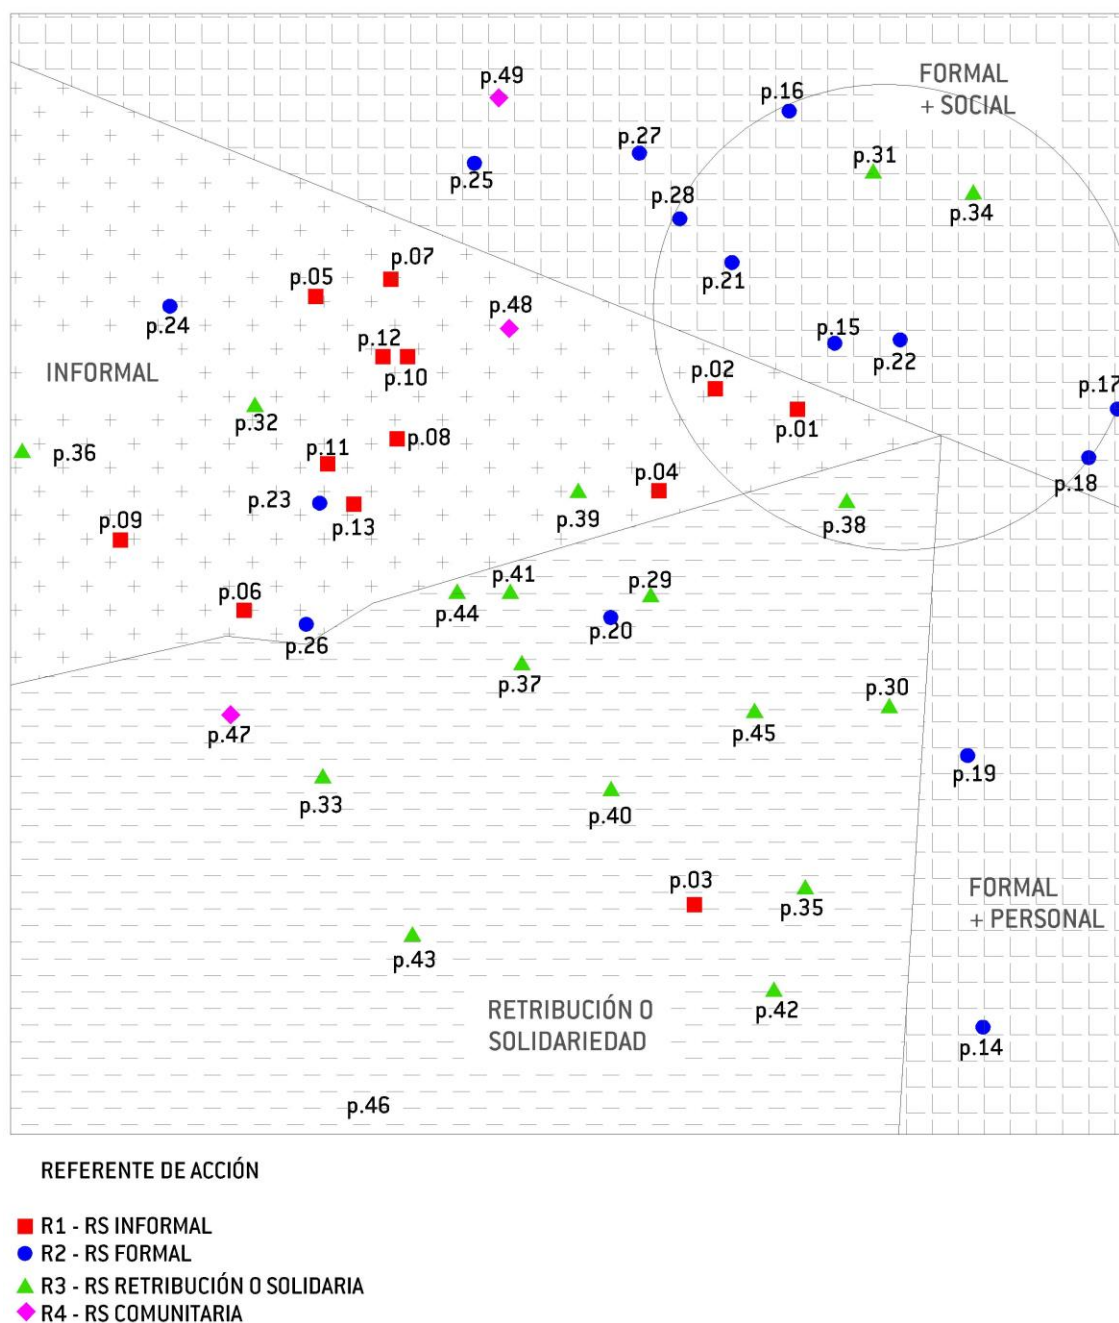 p.49
FORMAL
+ SOCIAL
p.16
p.27
p.31
p.25
p.28
p.34
p.07
p.05
p.21
p.48
p.24
p.12
p.15
p.22
INFORMAL
p.10
p.02
p.17
p.32
p.01
p.08
p.11
p.36
p.04
p.18
p.23
p.39
p.09
p.13
p.38
p.41
p.29
p.06
p.44
p.20
p.26
p.37
p.30
p.47
p.45
p.19
p.33
p.40
p.03
FORMAL
+ PERSONAL
p.35
p.43
RETRIBUCIÓN O
SOLIDARIEDAD
p.42
p.14
p.46
REFERENTE DE ACCIÓN
R1 - RS INFORMAL
R2 - RS FORMAL
R3 - RS RETRIBUCIÓN O SOLIDARIA
R4 - RS COMUNITARIA